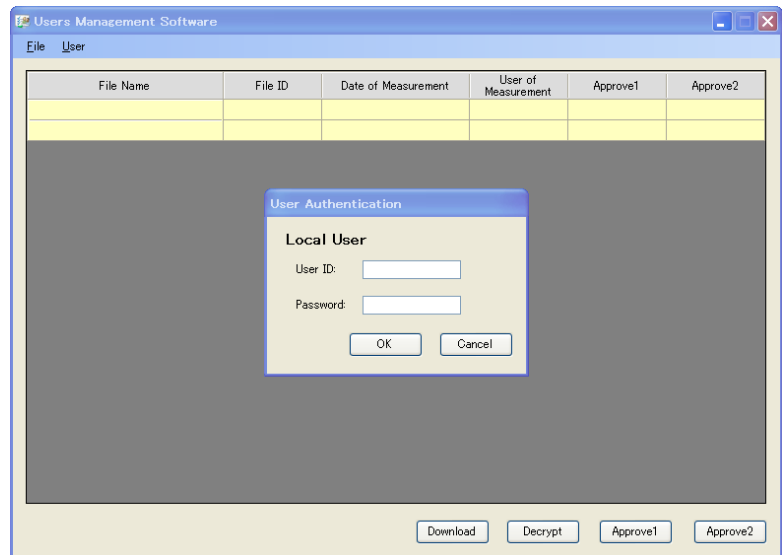 Users Management Software
File User
File Name File ID Date of Measurement User of Measurement Approve1 Approve2
User Authentication
Local User
User ID:
Password:
OK Cancel
Download Decrypt Approve1 Approve2